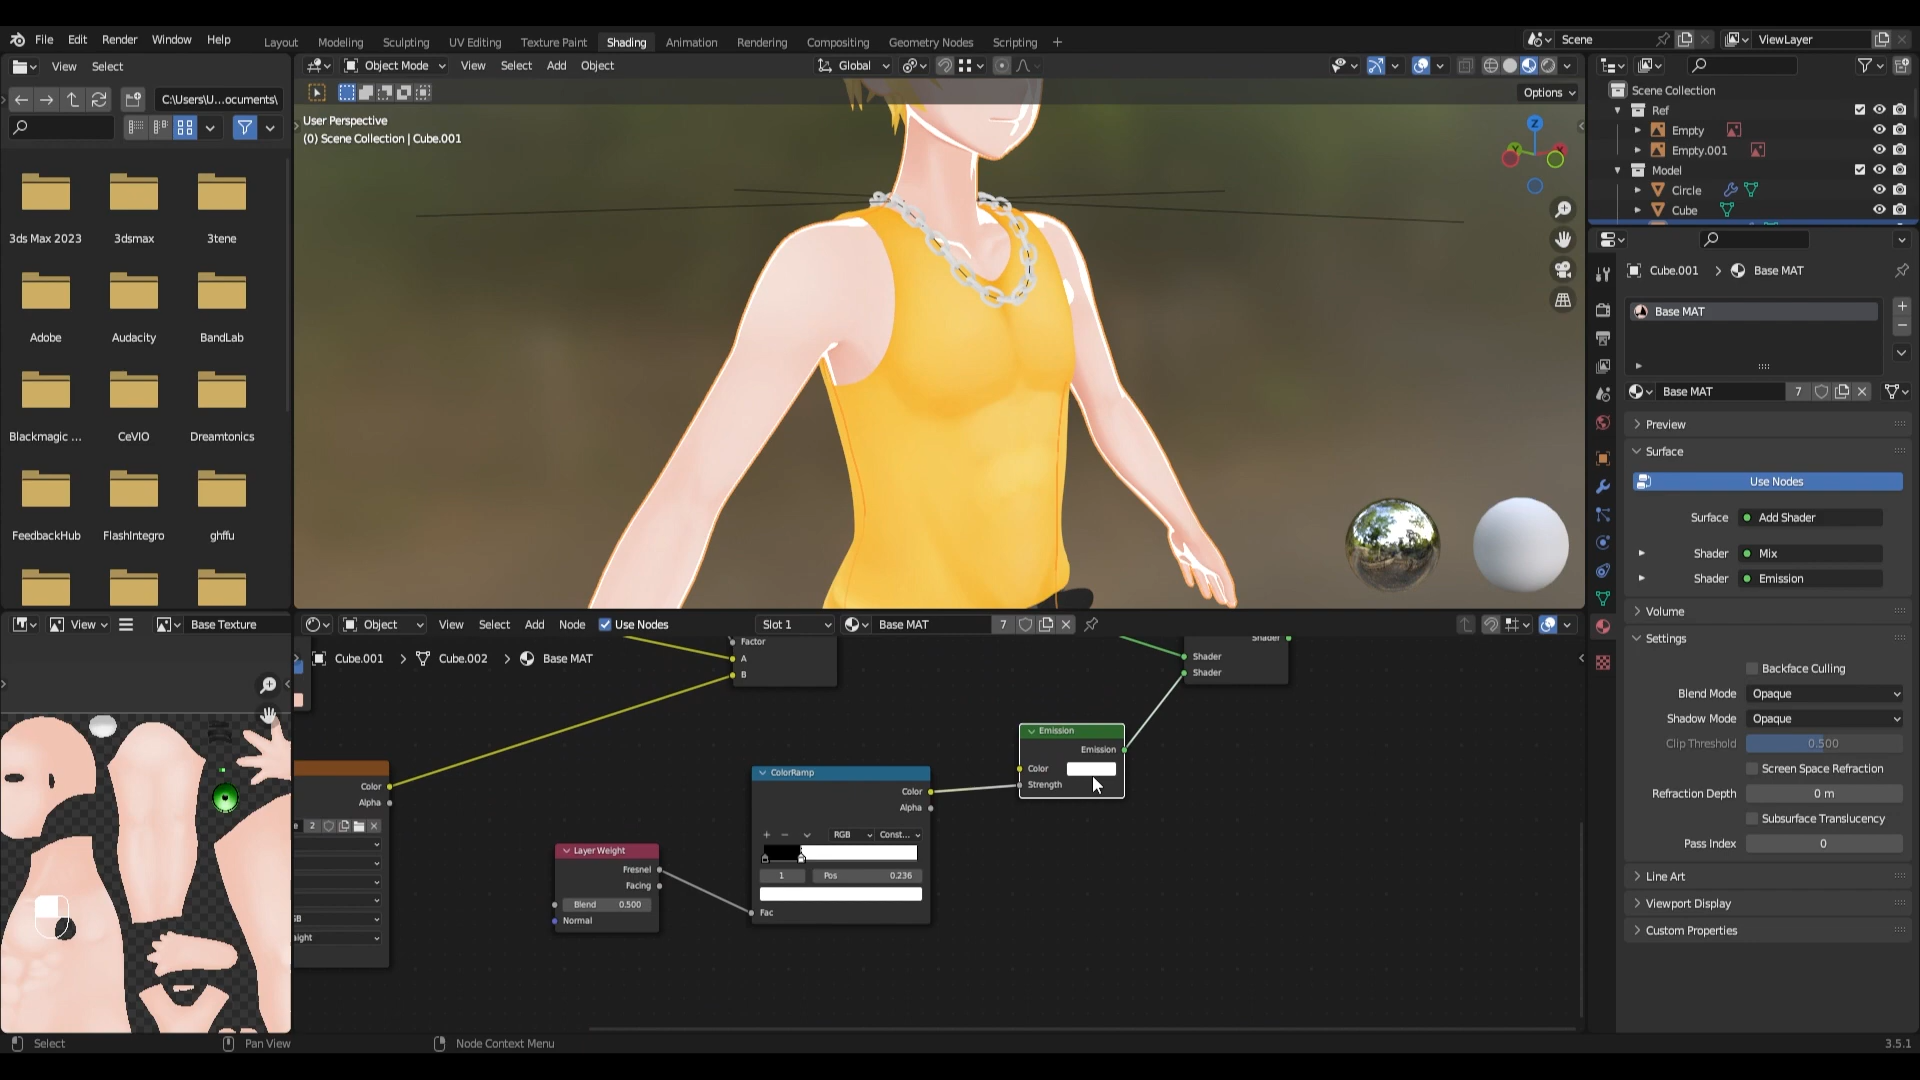 File Edit Render Window Help
Layout Modeling Sculpting UV Editing Texture Paint Shading Animation Rendering Compositing Geometry Nodes Scripting +
Scene
ViewLayer
View Select
Object Mode View Select Add Object
Global
C:\Users\U...ocuments\
Options
User Perspective
(0) Scene Collection | Cube.001
Z
3ds Max 2023 3dsmax 3tene
Adobe Audacity BandLab
Blackmagic ... CeVIO Dreamtonics
FeedbackHub FlashIntegro ghffu
Scene Collection
Ref
Empty
Empty.001
Model
Circle
Cube
Cube.001 > Base MAT
Base MAT
Base MAT 7
Preview
Surface
Use Nodes
Surface Add Shader
Shader Mix
Shader Emission
Volume
Settings
Backface Culling
Blend Mode Opaque
Shadow Mode Opaque
Clip Threshold 0.500
Screen Space Refraction
Refraction Depth 0 m
Subsurface Translucency
Pass Index 0
Line Art
Viewport Display
Custom Properties
View Base Texture
Object View Select Add Node Use Nodes Slot 1 Base MAT 7
Cube.001 > Cube.002 > Base MAT
Factor
A
B
Shader
Shader
Shader
Emission
Emission
Color
Strength
ColorRamp
Color
Alpha
+ − RGB Const...
1 Pos 0.236
Fac
Layer Weight
Fresnel
Facing
Blend 0.500
Normal
Color
Alpha
2
Select Pan View Node Context Menu 3.5.1